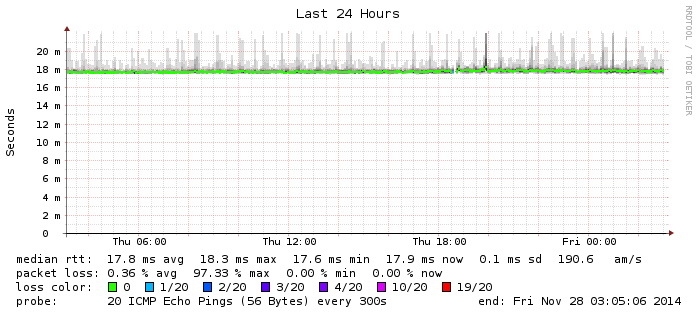 Last 24 Hours
RRDTOOL / TOBI OETIKER
Seconds
20 m
18 m
16 m
14 m
12 m
10 m
8 m
6 m
4 m
2 m
0
Thu 06:00 Thu 12:00 Thu 18:00 Fri 00:00
median rtt: 17.8 ms avg 18.3 ms max 17.6 ms min 17.9 ms now 0.1 ms sd 190.6 am/s
packet loss: 0.36 % avg 97.33 % max 0.00 % min 0.00 % now
loss color: 0 1/20 2/20 3/20 4/20 10/20 19/20
probe: 20 ICMP Echo Pings (56 Bytes) every 300s end: Fri Nov 28 03:05:06 2014